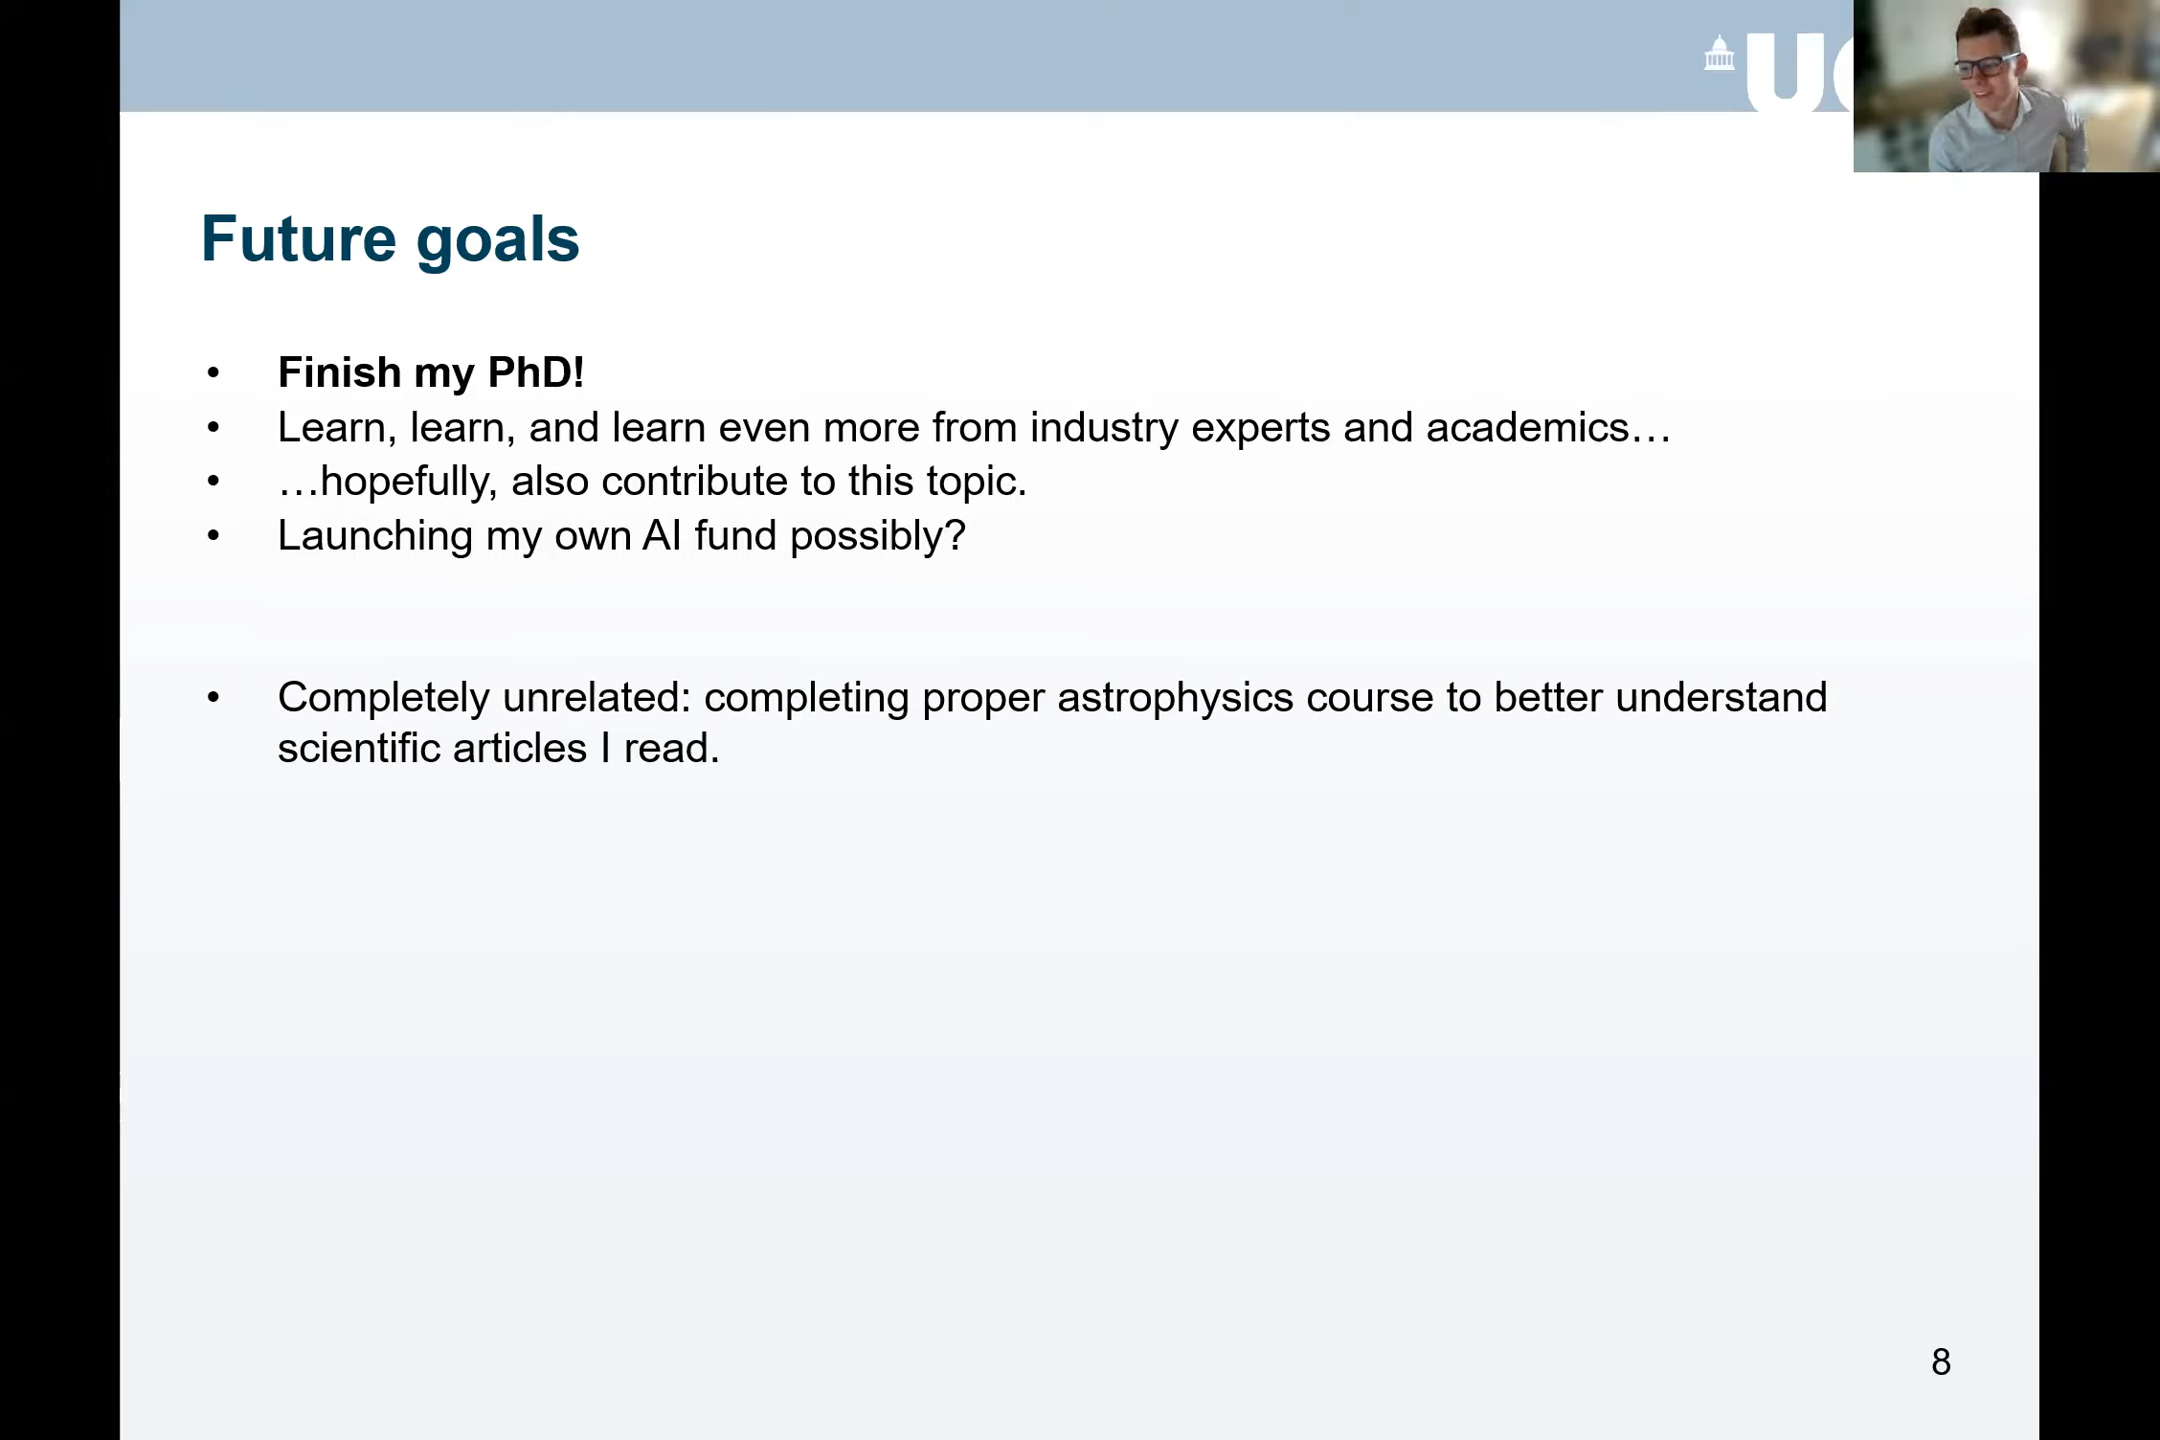 Future goals
• Finish my PhD!
• Learn, learn, and learn even more from industry experts and academics…
• …hopefully, also contribute to this topic.
• Launching my own AI fund possibly?
• Completely unrelated: completing proper astrophysics course to better understand
scientific articles I read.
8